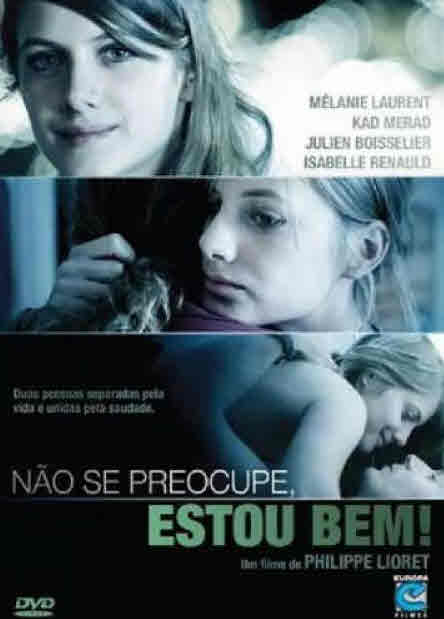 MÉLANIE LAURENT
KAD MERAD
JULIEN BOISSELIER
ISABELLE RENAULD
Duas pessoas separadas pela
vida e unidas pela saudade.
NÃO SE PREOCUPE,
ESTOU BEM!
Um filme de PHILIPPE LIORET
EUROPA
FILMES
DVD